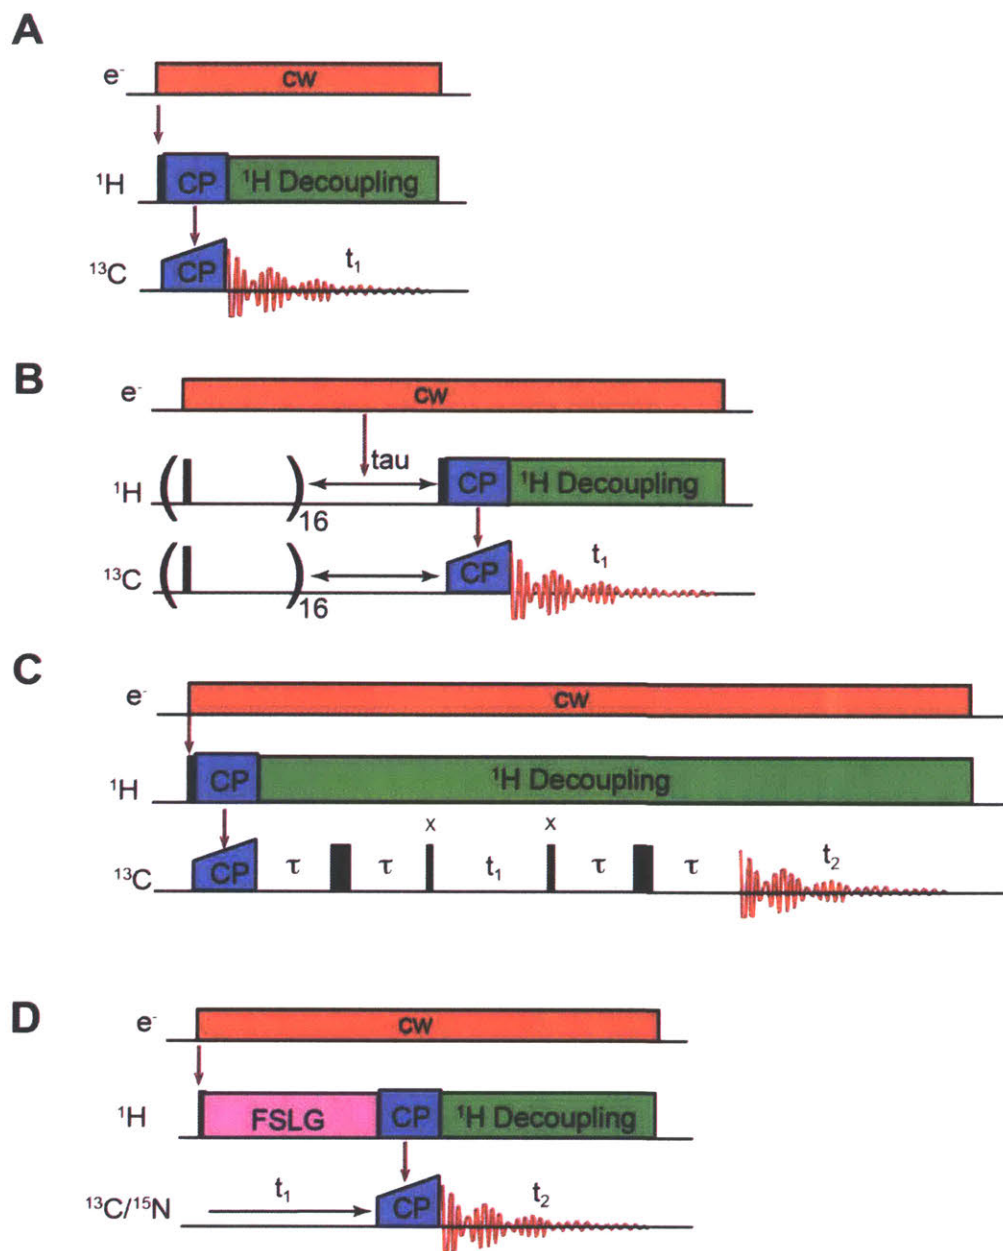 A
e- CW
1H CP 1H Decoupling
13C CP t1
B
e- CW
tau
1H ( ) 16 CP 1H Decoupling
13C ( ) 16 CP t1
C
e- CW
1H CP 1H Decoupling
x x
13C CP τ τ t1 τ τ t2
D
e- CW
1H FSLG CP 1H Decoupling
13C/15N t1 CP t2